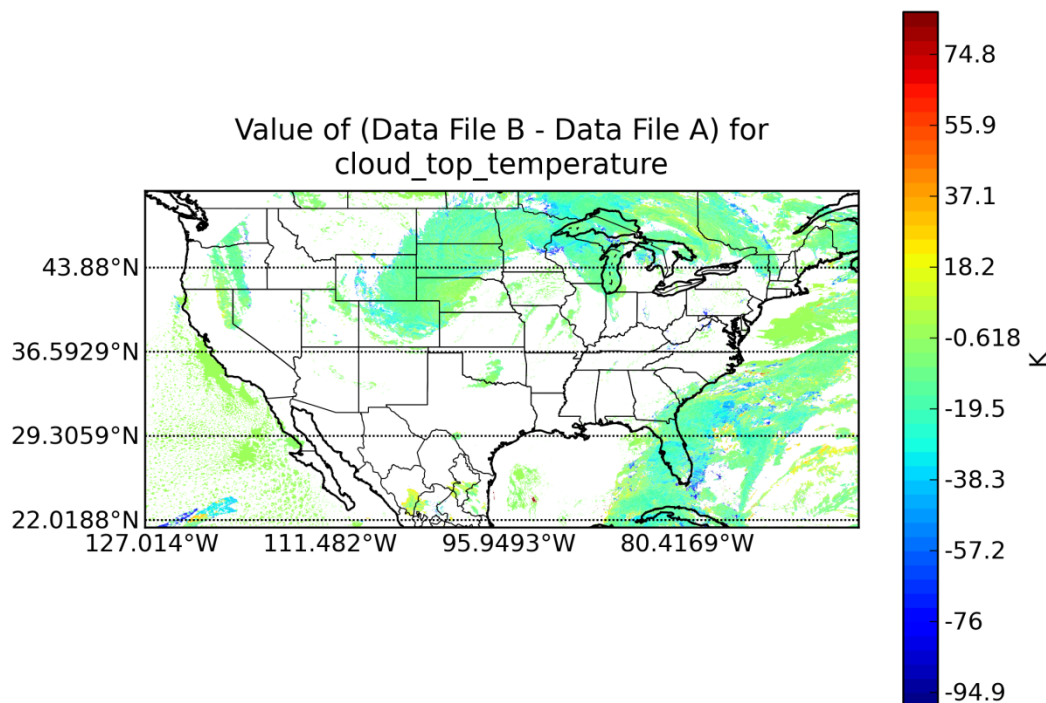 Value of (Data File B - Data File A) for
cloud_top_temperature
43.88°N
36.5929°N
29.3059°N
22.0188°N
127.014°W 111.482°W 95.9493°W 80.4169°W
74.8
55.9
37.1
18.2
-0.618
-19.5
-38.3
-57.2
-76
-94.9
K